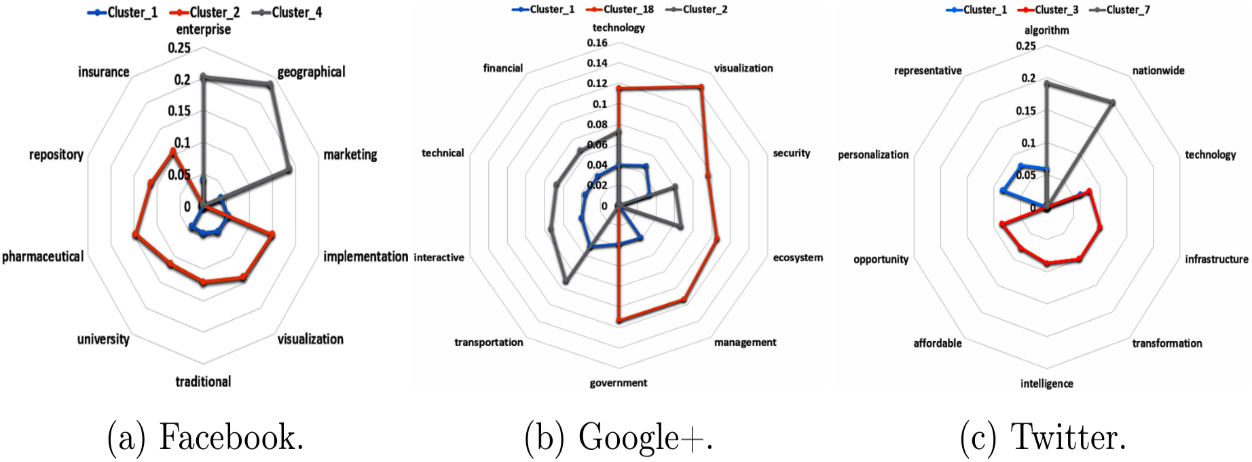 Cluster_1 Cluster_2 Cluster_4
enterprise
geographical
marketing
implementation
visualization
traditional
university
pharmaceutical
repository
insurance
0.25
0.2
0.15
0.1
0.05
0
(a) Facebook.
Cluster_1 Cluster_18 Cluster_2
technology
visualization
security
ecosystem
management
government
transportation
interactive
technical
financial
0.16
0.14
0.12
0.1
0.08
0.06
0.04
0.02
0
(b) Google+.
Cluster_1 Cluster_3 Cluster_7
algorithm
nationwide
technology
infrastructure
transformation
intelligence
affordable
opportunity
personalization
representative
0.25
0.2
0.15
0.1
0.05
0
(c) Twitter.